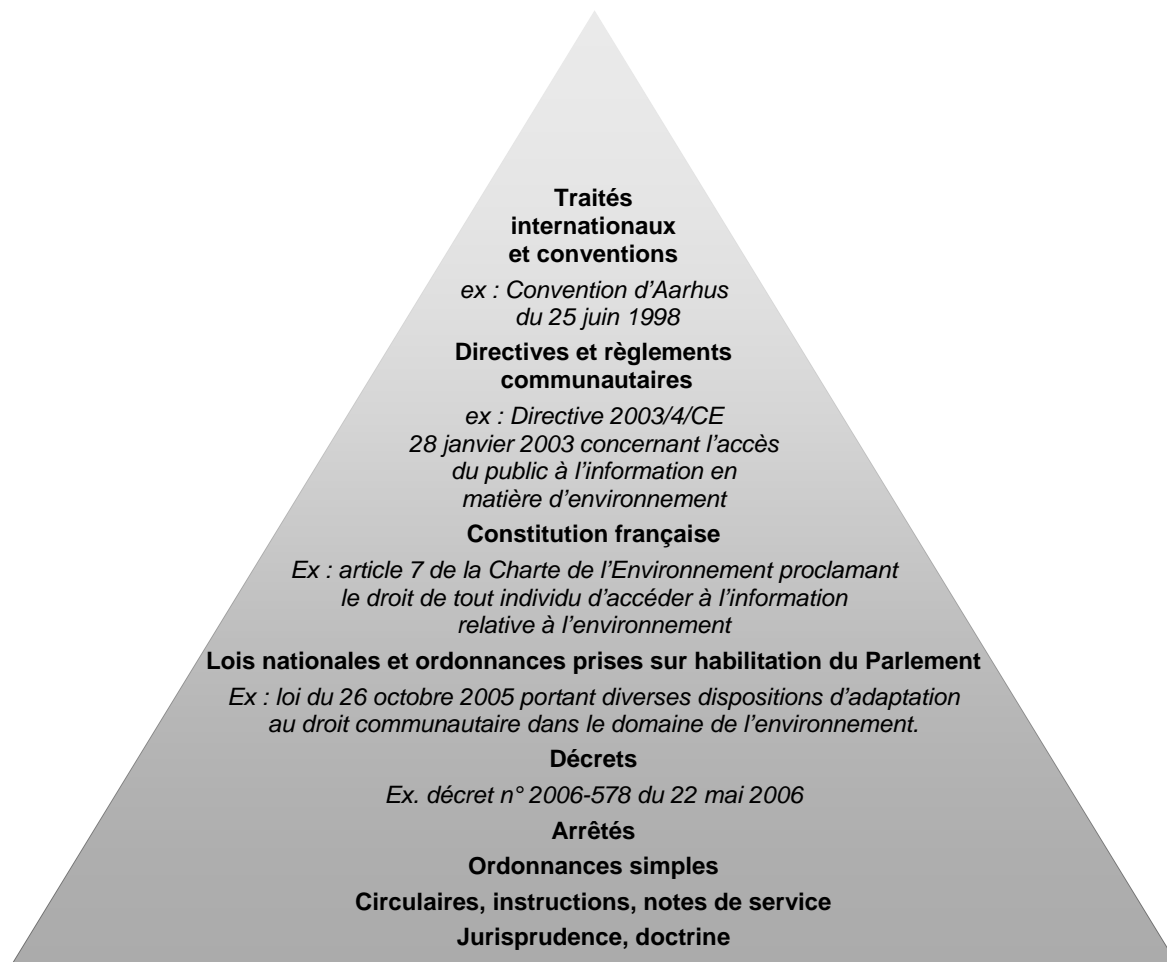 Traités
internationaux
et conventions
ex : Convention d’Aarhus
du 25 juin 1998
Directives et règlements
communautaires
ex : Directive 2003/4/CE
28 janvier 2003 concernant l’accès
du public à l’information en
matière d’environnement
Constitution française
Ex : article 7 de la Charte de l’Environnement proclamant
le droit de tout individu d’accéder à l’information
relative à l’environnement
Lois nationales et ordonnances prises sur habilitation du Parlement
Ex : loi du 26 octobre 2005 portant diverses dispositions d’adaptation
au droit communautaire dans le domaine de l’environnement.
Décrets
Ex. décret n° 2006-578 du 22 mai 2006
Arrêtés
Ordonnances simples
Circulaires, instructions, notes de service
Jurisprudence, doctrine